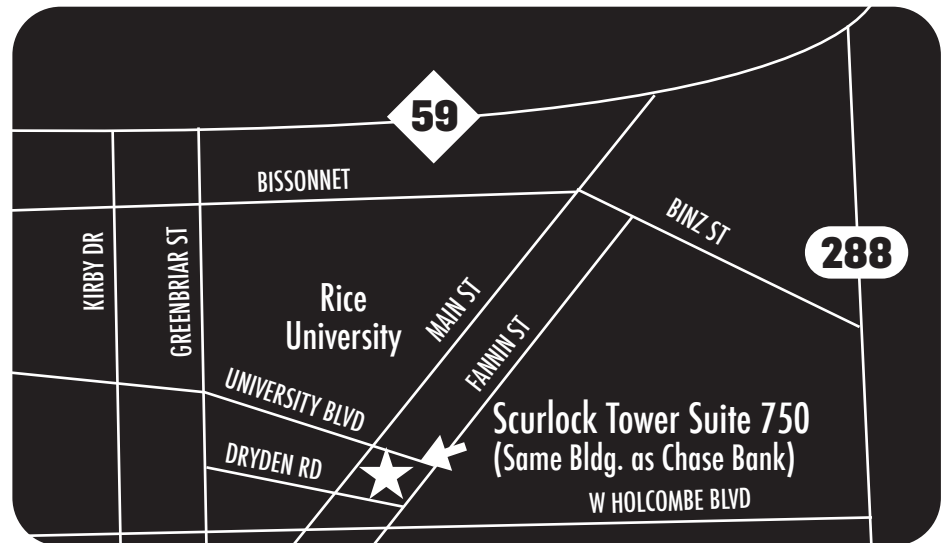 59
BISSONNET
BINZ ST
KIRBY DR
GREENBRIAR ST
288
Rice
University
MAIN ST
FANNIN ST
UNIVERSITY BLVD
Scurlock Tower Suite 750
(Same Bldg. as Chase Bank)
DRYDEN RD
W HOLCOMBE BLVD